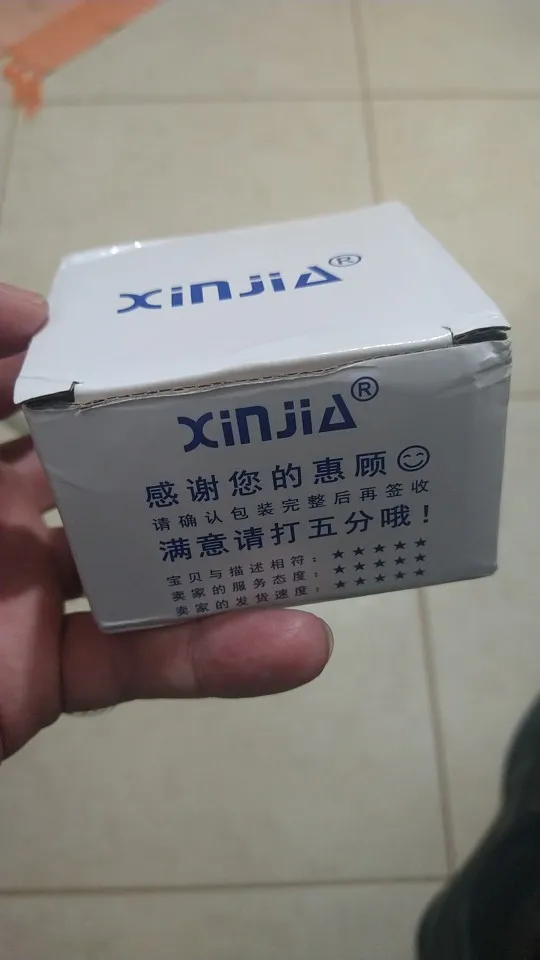 XinJiA®
XinJiA®
感谢您的惠顾
请确认包装完整后再签收
满意请打五分哦！
宝贝与描述相符：★★★★★
卖家的服务态度：★★★★★
卖家的发货速度：★★★★★